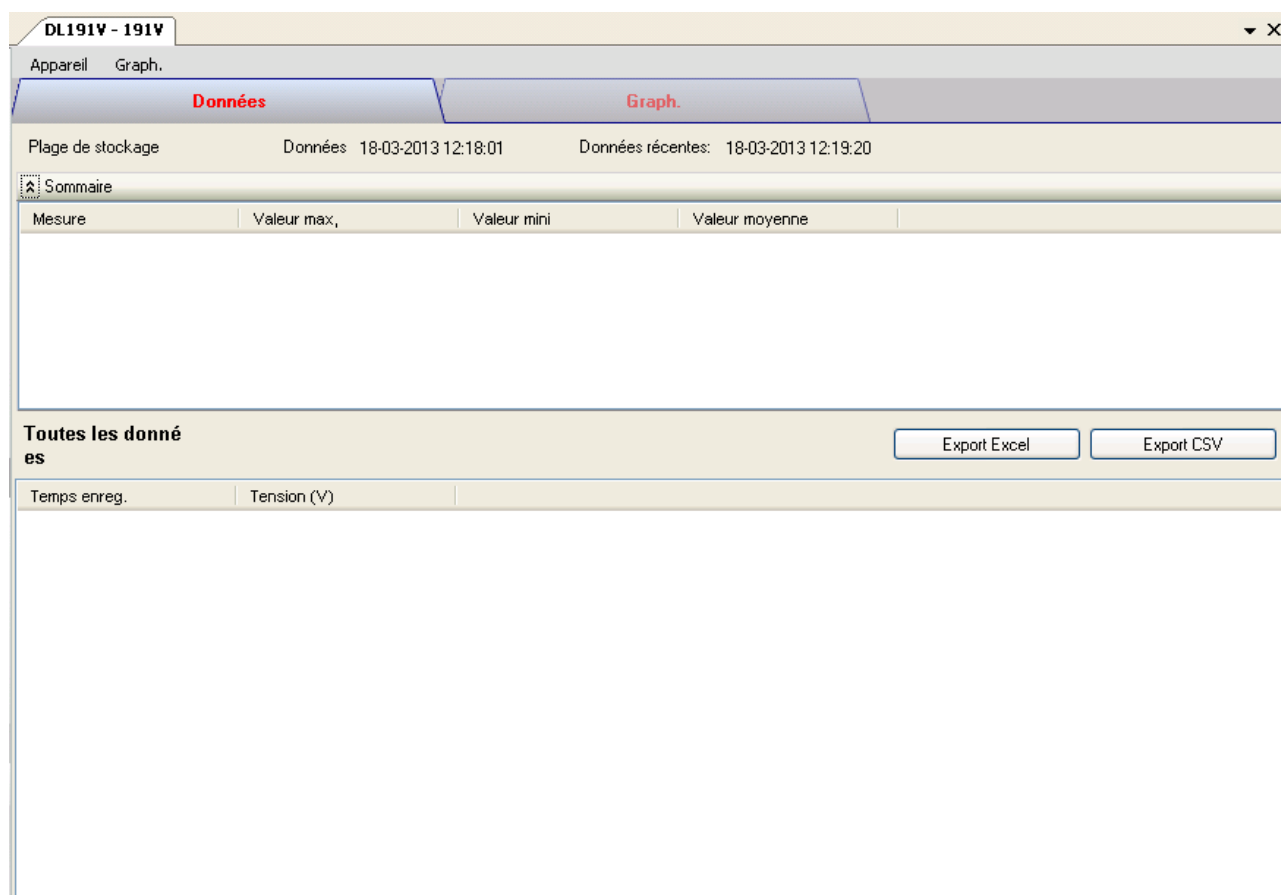 DL191V - 191V
Appareil Graph.
Données Graph.
Plage de stockage Données 18-03-2013 12:18:01 Données récentes: 18-03-2013 12:19:20
Sommaire
Mesure Valeur max, Valeur mini Valeur moyenne
Toutes les donné
es
Export Excel Export CSV
Temps enreg. Tension (V)